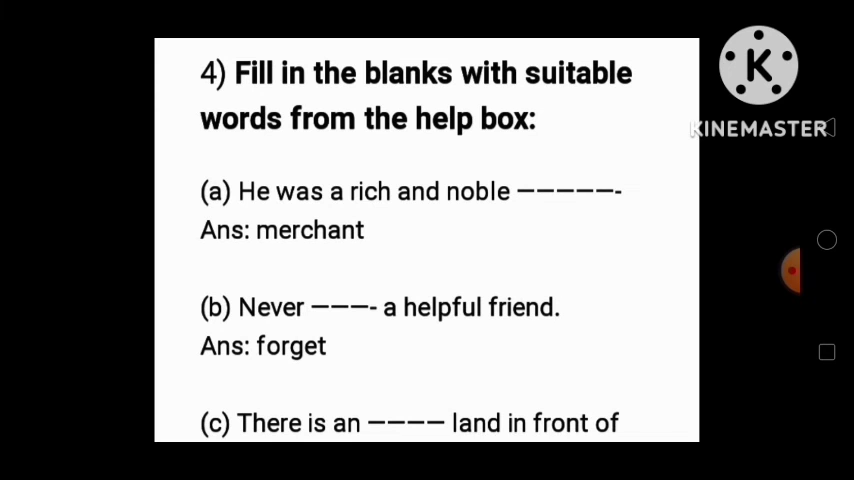 4) Fill in the blanks with suitable
words from the help box:
(a) He was a rich and noble —————-
Ans: merchant
(b) Never ———- a helpful friend.
Ans: forget
(c) There is an ———— land in front of
K
KINEMASTER